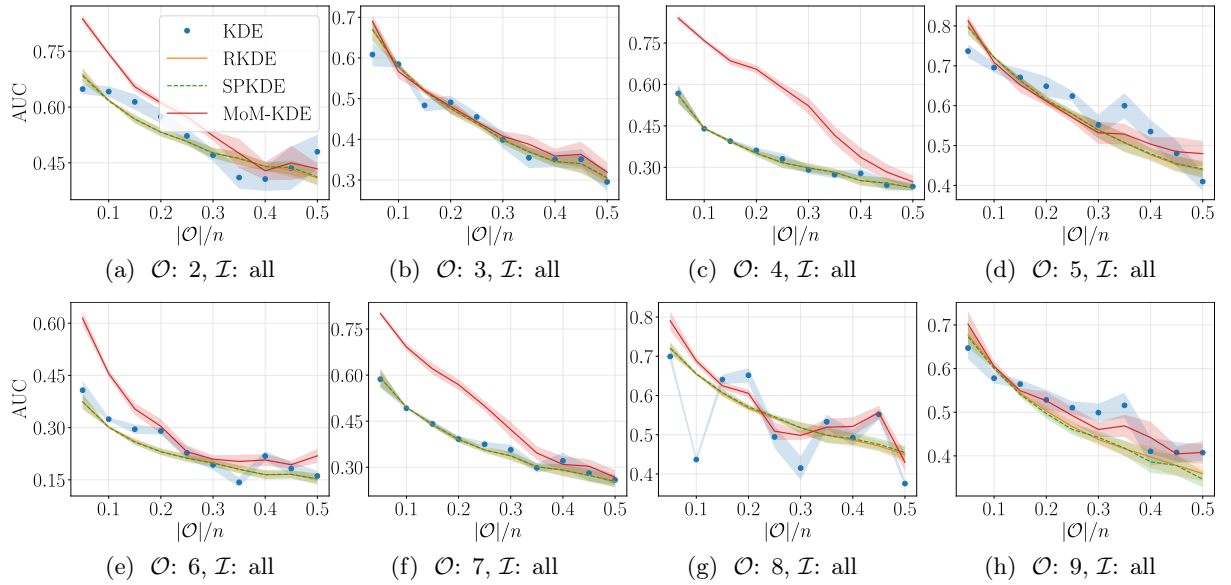 AUC
0.75
0.60
0.45
KDE
RKDE
SPKDE
MoM-KDE
0.1 0.2 0.3 0.4 0.5
|𝒪|/n
(a) 𝒪: 2, ℐ: all
0.7
0.6
0.5
0.4
0.3
0.1 0.2 0.3 0.4 0.5
|𝒪|/n
(b) 𝒪: 3, ℐ: all
0.75
0.60
0.45
0.30
0.1 0.2 0.3 0.4 0.5
|𝒪|/n
(c) 𝒪: 4, ℐ: all
0.8
0.7
0.6
0.5
0.4
0.1 0.2 0.3 0.4 0.5
|𝒪|/n
(d) 𝒪: 5, ℐ: all
AUC
0.60
0.45
0.30
0.15
0.1 0.2 0.3 0.4 0.5
|𝒪|/n
(e) 𝒪: 6, ℐ: all
0.75
0.60
0.45
0.30
0.1 0.2 0.3 0.4 0.5
|𝒪|/n
(f) 𝒪: 7, ℐ: all
0.8
0.7
0.6
0.5
0.4
0.1 0.2 0.3 0.4 0.5
|𝒪|/n
(g) 𝒪: 8, ℐ: all
0.7
0.6
0.5
0.4
0.1 0.2 0.3 0.4 0.5
|𝒪|/n
(h) 𝒪: 9, ℐ: all